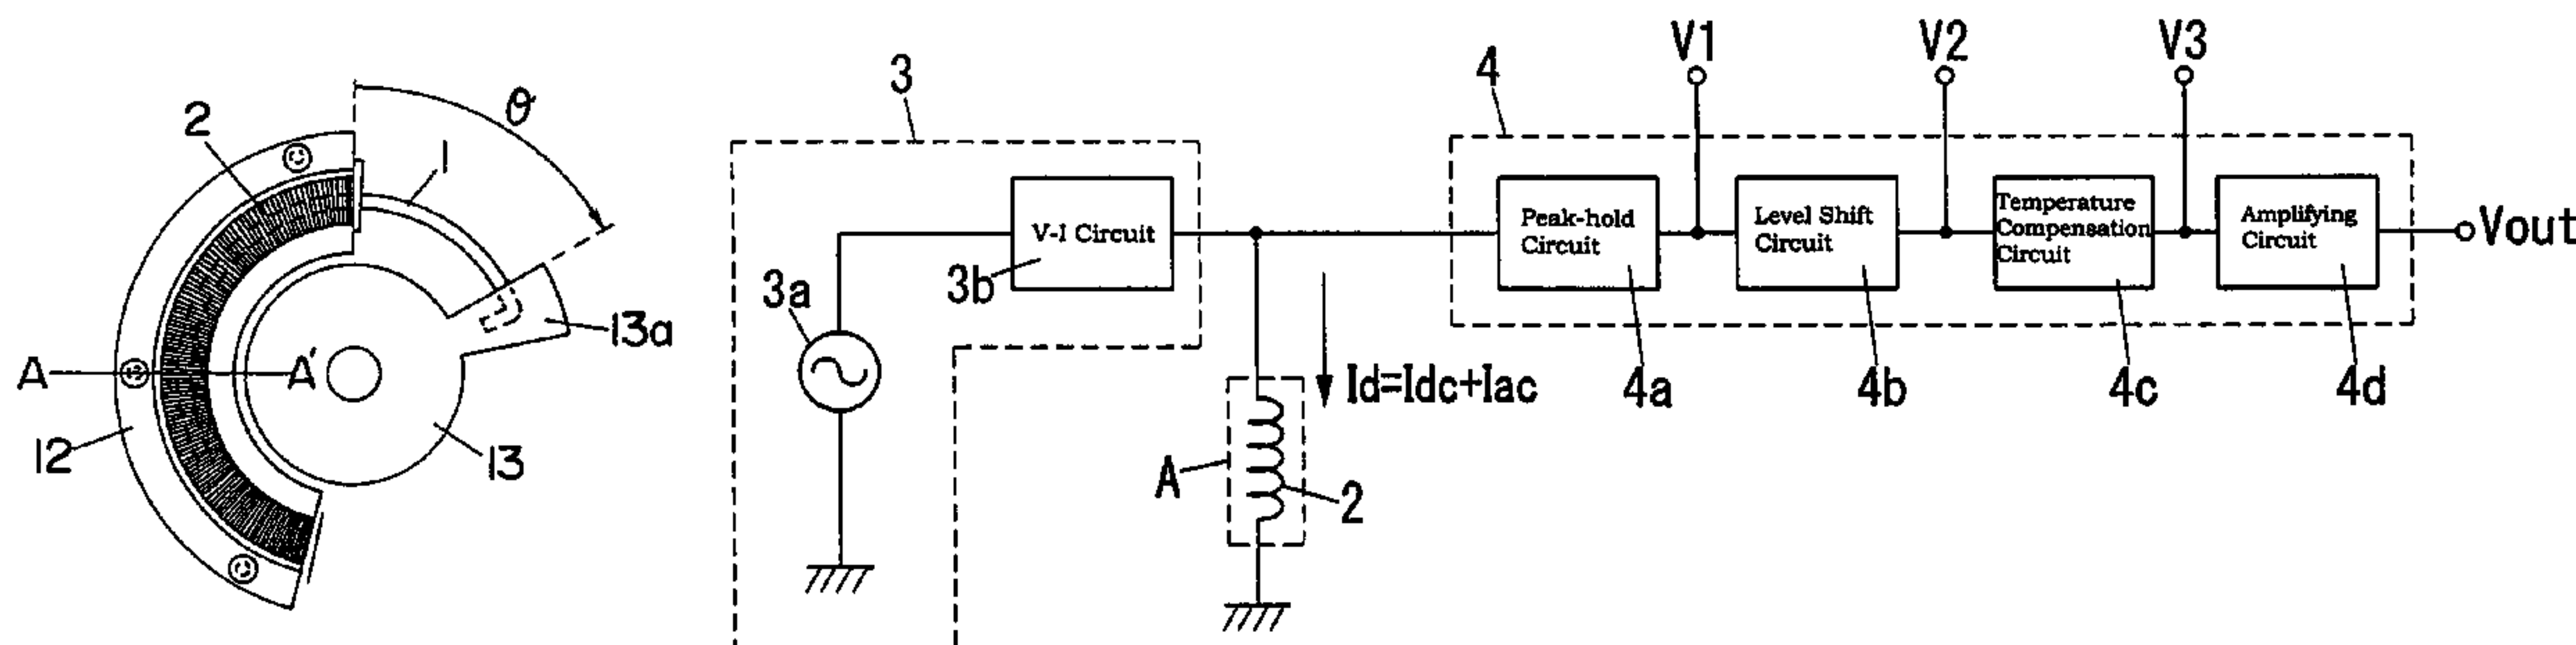 θ
2
1
A
A'
12
13
13a
3
4
V1
V2
V3
V-I Circuit
3b
3a
Peak-hold
Circuit
4a
Level Shift
Circuit
4b
Temperature
Compensation
Circuit
4c
Amplifying
Circuit
4d
Vout
Id=Idc+Iac
A
2